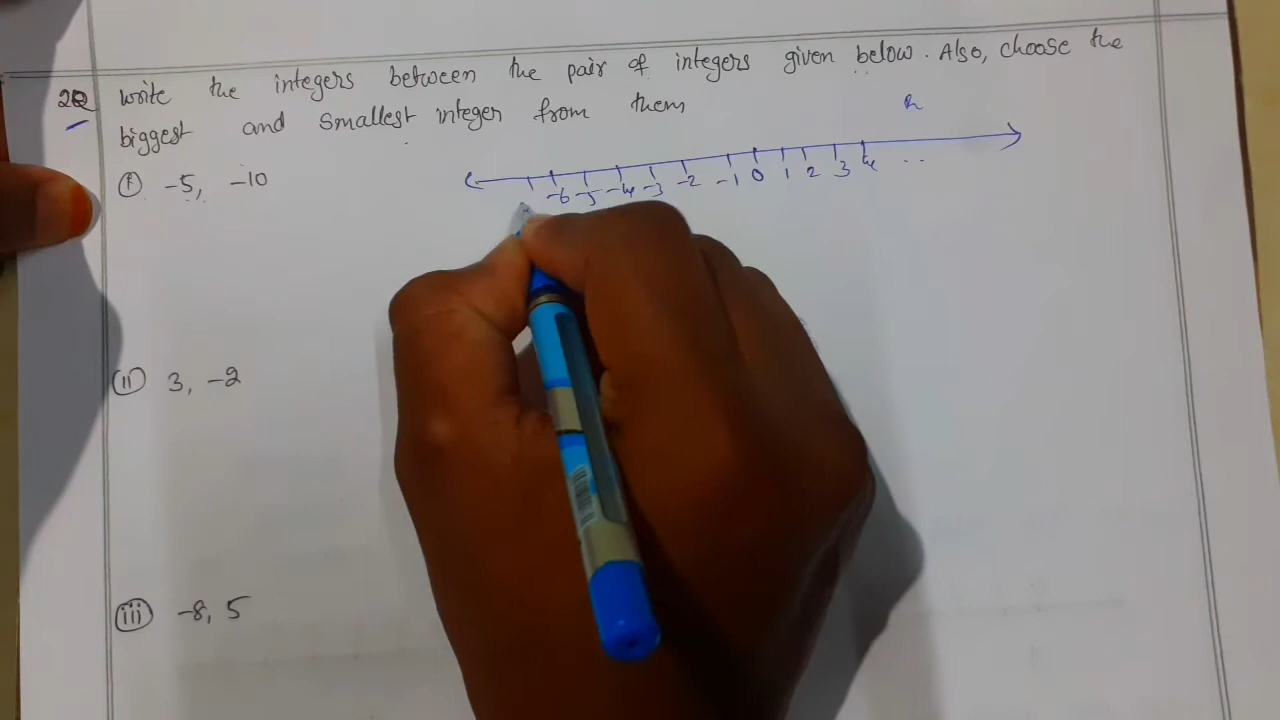 2Q Write the integers between the pair of integers given below. Also, choose the
biggest and smallest integer from them
(i) -5, -10
-6 -5 -4 -3 -2 -1 0 1 2 3 4 ..
(ii) 3, -2
(iii) -8, 5